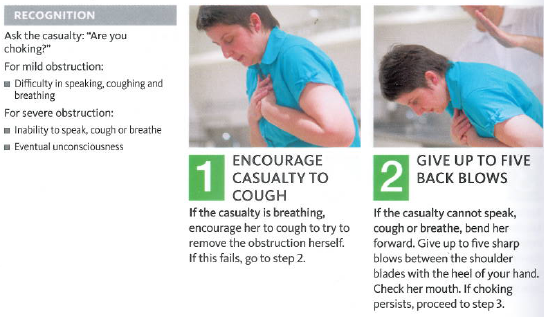 RECOGNITION
Ask the casualty: "Are you
choking?"
For mild obstruction:
Difficulty in speaking, coughing and
breathing
For severe obstruction:
Inability to speak, cough or breathe
Eventual unconsciousness
1
ENCOURAGE
CASUALTY TO
COUGH
If the casualty is breathing,
encourage her to cough to try to
remove the obstruction herself.
If this fails, go to step 2.
2
GIVE UP TO FIVE
BACK BLOWS
If the casualty cannot speak,
cough or breathe, bend her
forward. Give up to five sharp
blows between the shoulder
blades with the heel of your hand.
Check her mouth. If choking
persists, proceed to step 3.